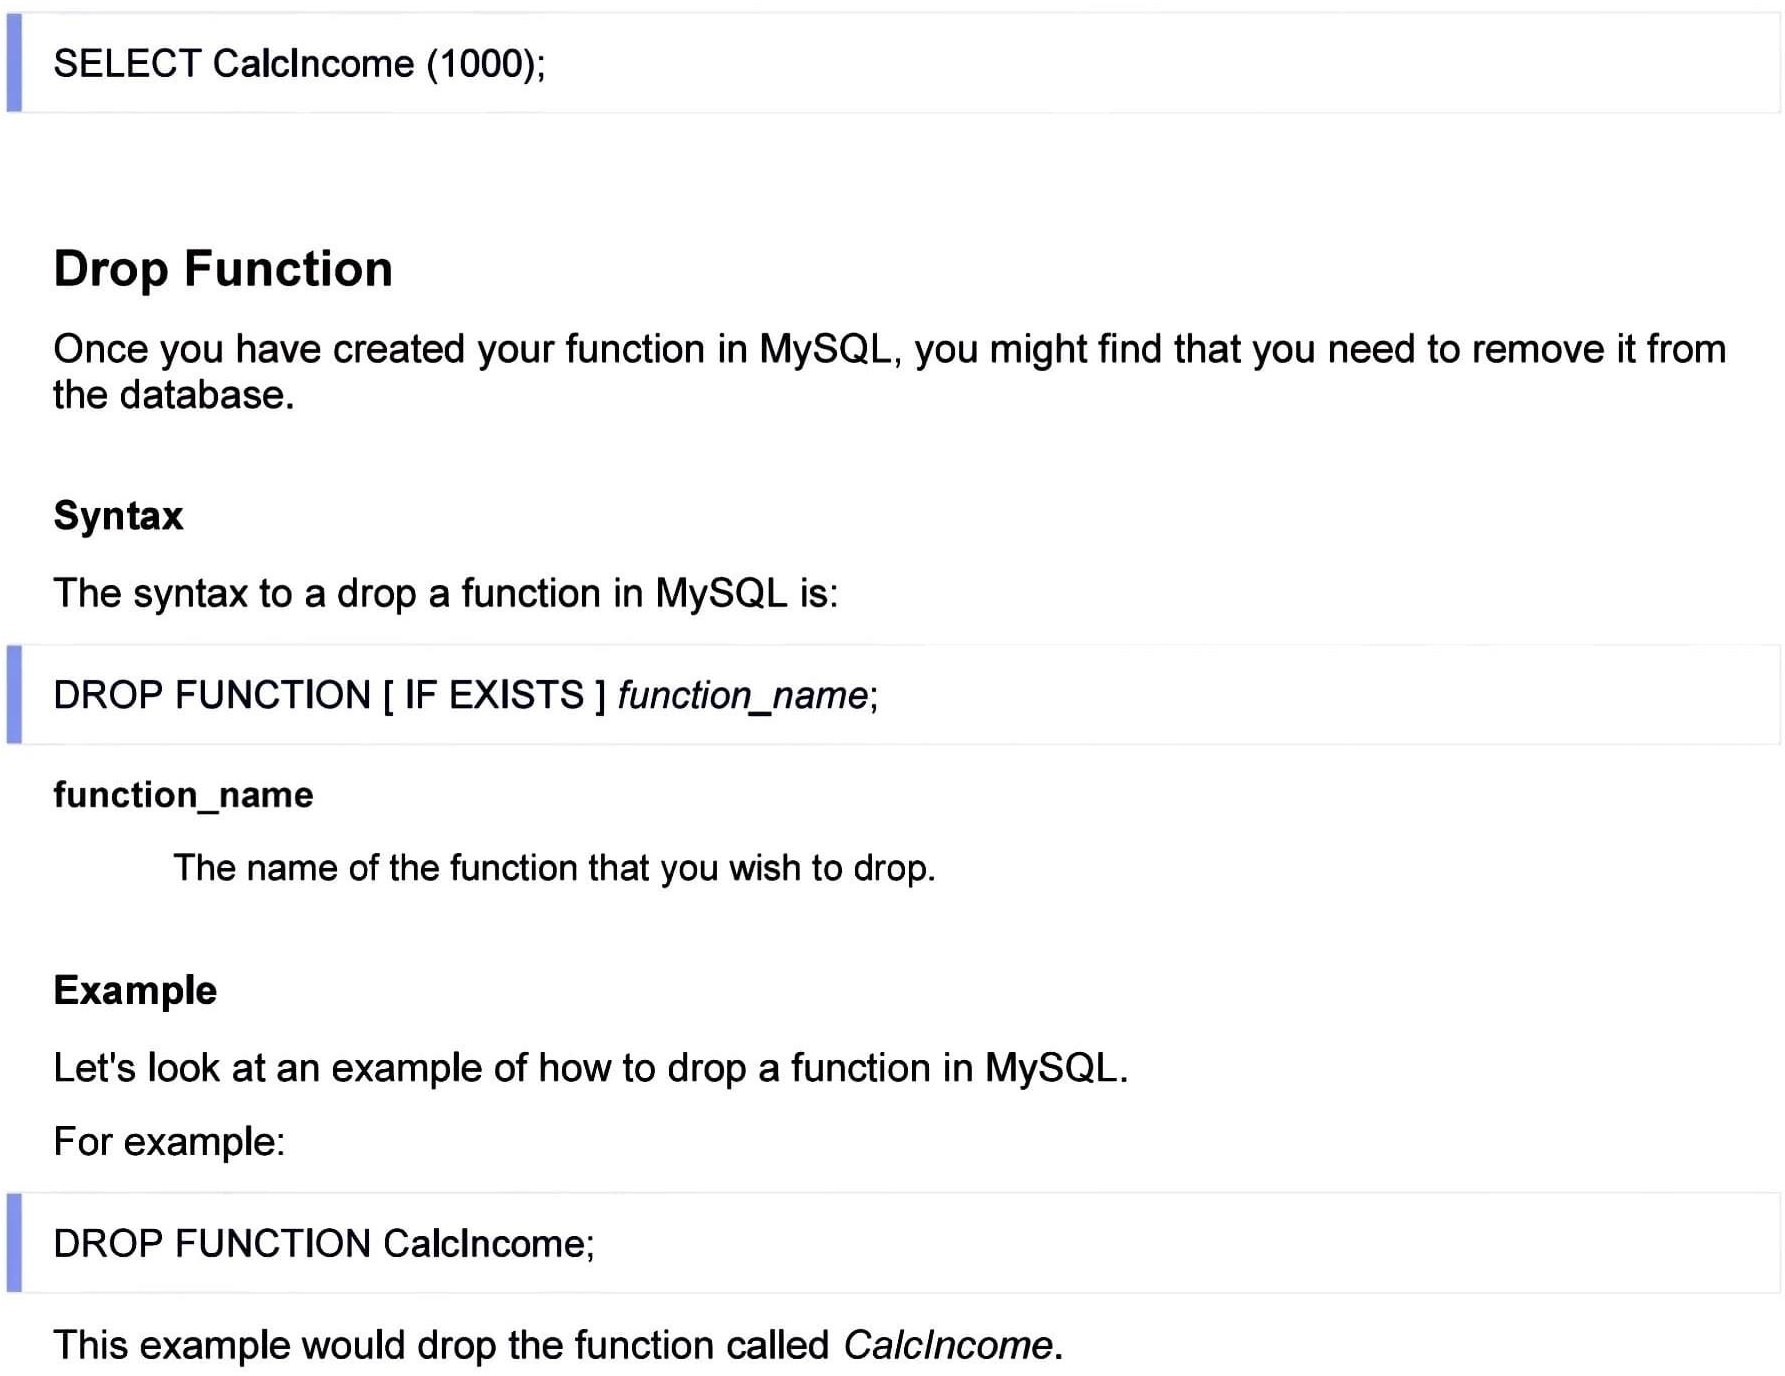 SELECT CalcIncome (1000);
Drop Function
Once you have created your function in MySQL, you might find that you need to remove it from
the database.
Syntax
The syntax to a drop a function in MySQL is:
DROP FUNCTION [ IF EXISTS ] function_name;
function_name
The name of the function that you wish to drop.
Example
Let's look at an example of how to drop a function in MySQL.
For example:
DROP FUNCTION CalcIncome;
This example would drop the function called CalcIncome.